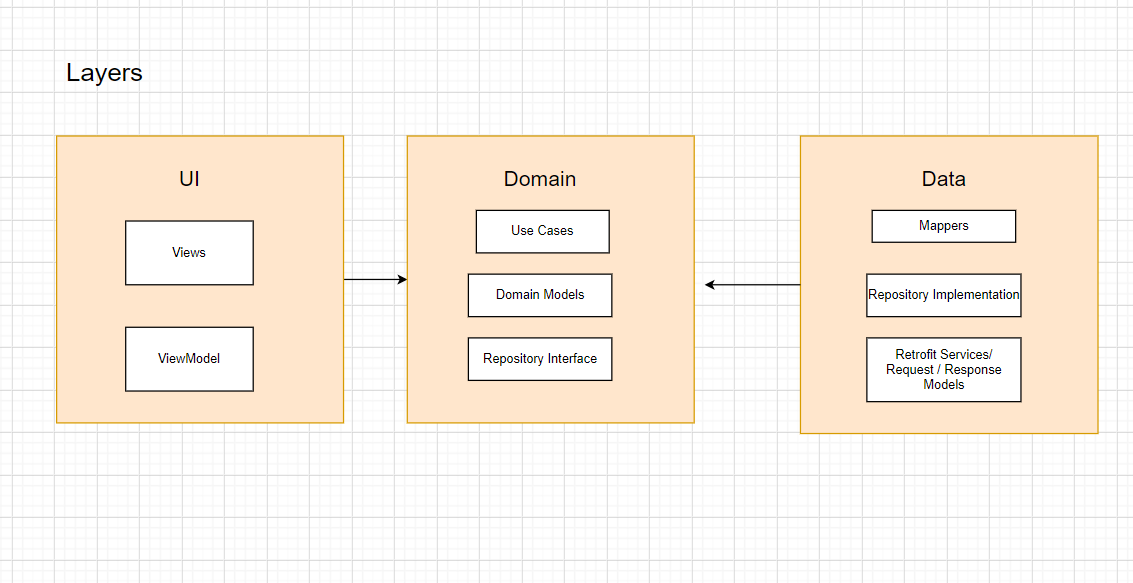 Layers
UI
Views
ViewModel
Domain
Use Cases
Domain Models
Repository Interface
Data
Mappers
Repository Implementation
Retrofit Services/
Request / Response
Models